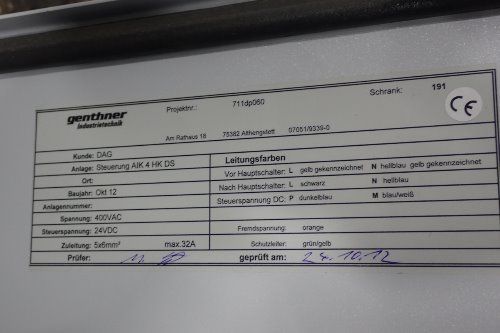 genthner
Industrietechnik
Projektnr.: 711dp060 Schrank: 191
Am Rathaus 16 75382 Althengstett 07051/9339-0
CE
Kunde: DAG
Anlage: Steuerung AIK 4 HK DS
Ort:
Baujahr: Okt 12
Anlagennummer:
Spannung: 400VAC
Steuerspannung: 24VDC
Zuleitung: 5x6mm² max.32A
Prüfer:
Leitungsfarben
Vor Hauptschalter: L gelb gekennzeichnet N hellblau gelb gekennzeichnet
Nach Hauptschalter: L schwarz N hellblau
Steuerspannung DC: P dunkelblau M blau/weiß
Fremdspannung: orange
Schutzleiter: grün/gelb
geprüft am: 24.10.12